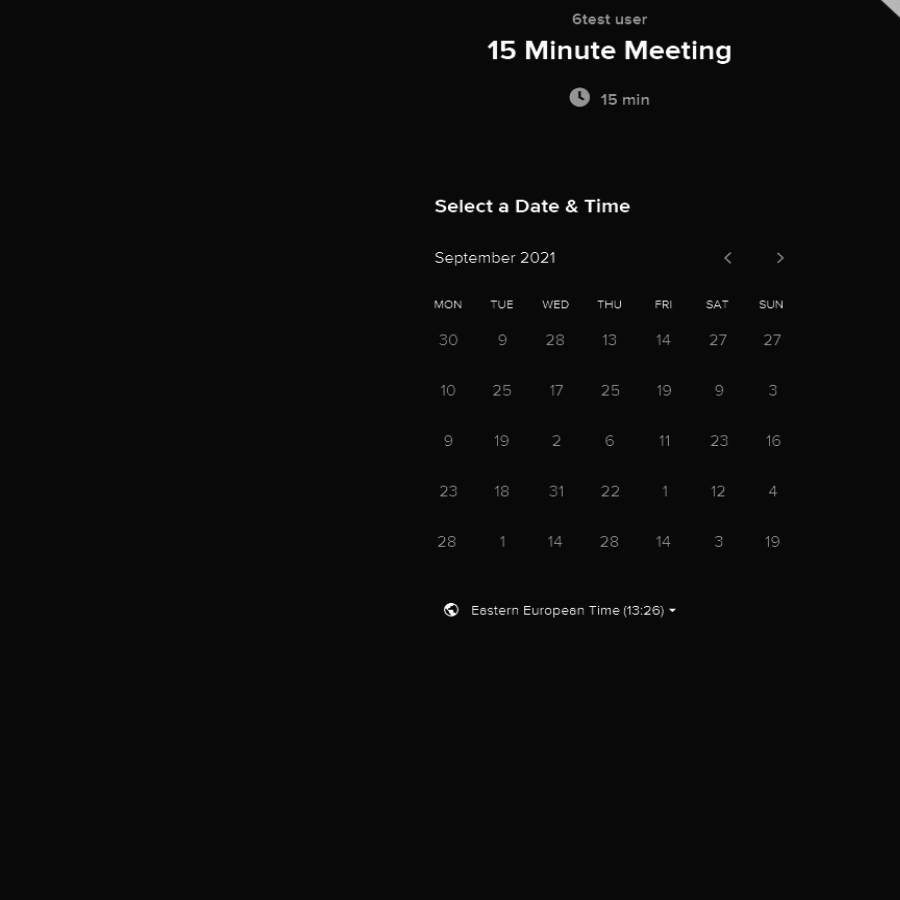 6test user
15 Minute Meeting
15 min
Select a Date & Time
September 2021
MON TUE WED THU FRI SAT SUN
30 9 28 13 14 27 27
10 25 17 25 19 9 3
9 19 2 6 11 23 16
23 18 31 22 1 12 4
28 1 14 28 14 3 19
Eastern European Time (13:26)